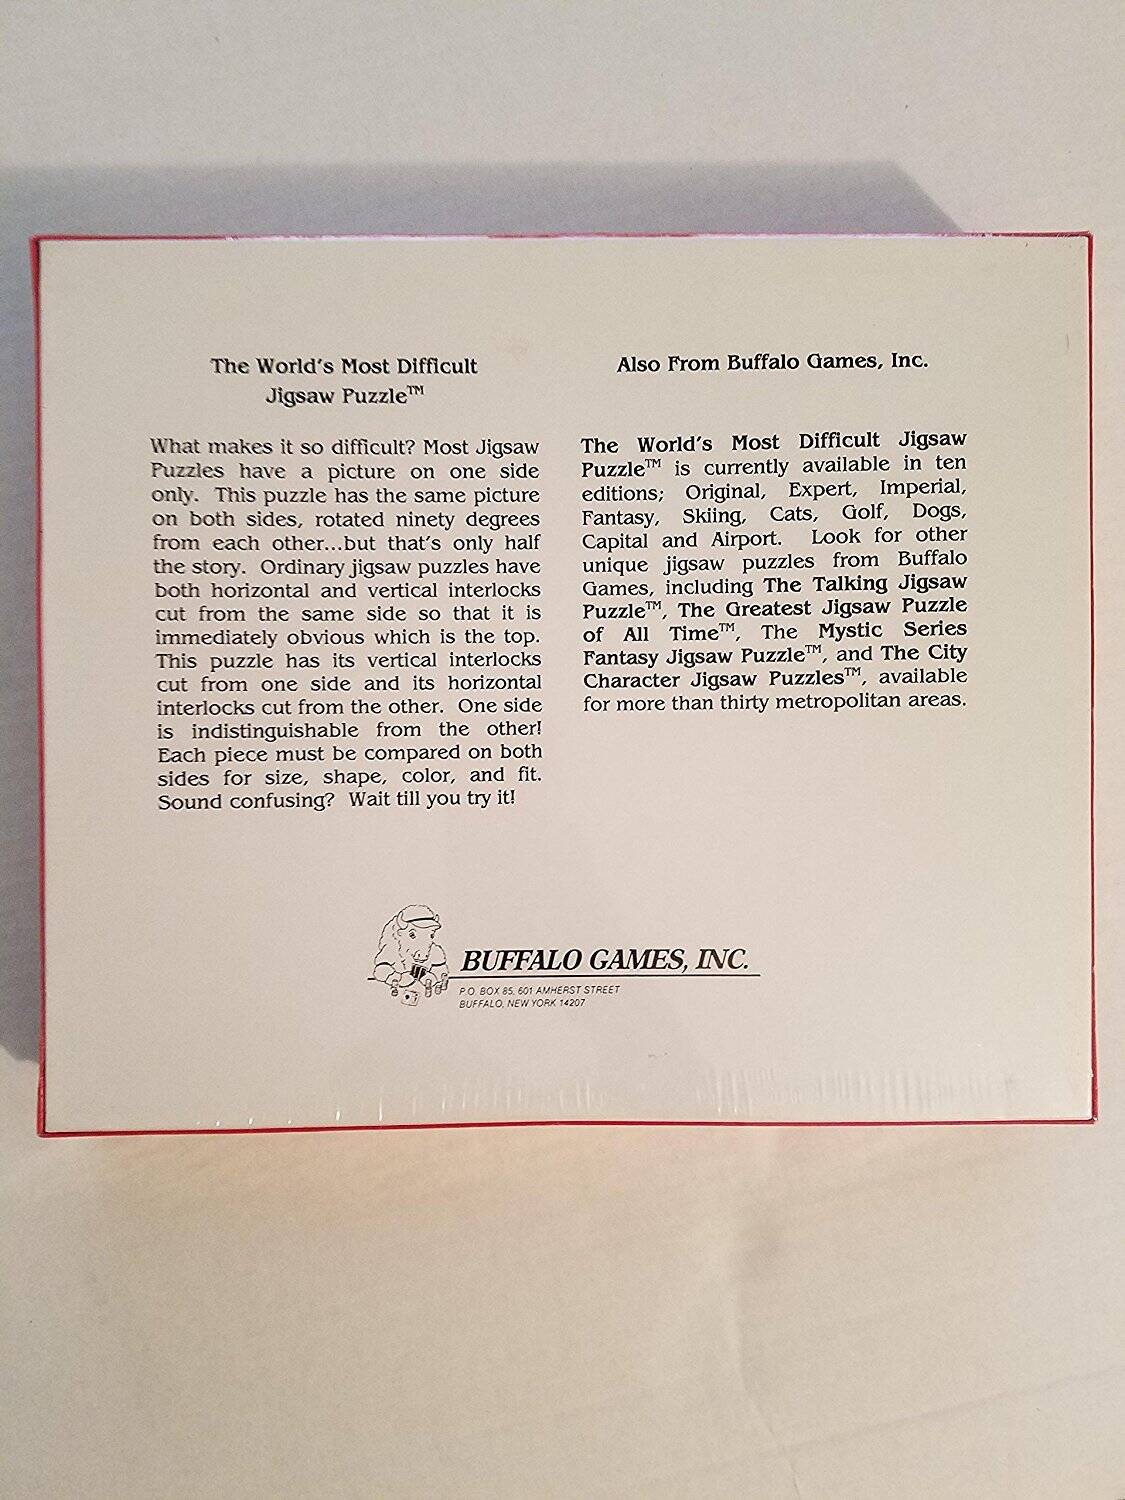 The World's Most Difficult
Jigsaw Puzzle™
What makes it so difficult? Most Jigsaw
Puzzles have a picture on one side
only. This puzzle has the same picture
on both sides, rotated ninety degrees
from each other...but that's only half
the story. Ordinary jigsaw puzzles have
both horizontal and vertical interlocks
cut from the same side so that it is
immediately obvious which is the top.
This puzzle has its vertical interlocks
cut from one side and its horizontal
interlocks cut from the other. One side
is indistinguishable from the other!
Each piece must be compared on both
sides for size, shape, color, and fit.
Sound confusing? Wait till you try it!
Also From Buffalo Games, Inc.
The World's Most Difficult Jigsaw
Puzzle™ is currently available in ten
editions; Original, Expert, Imperial,
Fantasy, Skiing, Cats, Golf, Dogs,
Capital and Airport. Look for other
unique jigsaw puzzles from Buffalo
Games, including The Talking Jigsaw
Puzzle™, The Greatest Jigsaw Puzzle
of All Time™, The Mystic Series
Fantasy Jigsaw Puzzle™, and The City
Character Jigsaw Puzzles™, available
for more than thirty metropolitan areas.
BUFFALO GAMES, INC.
P.O. BOX 85, 601 AMHERST STREET
BUFFALO, NEW YORK 14207